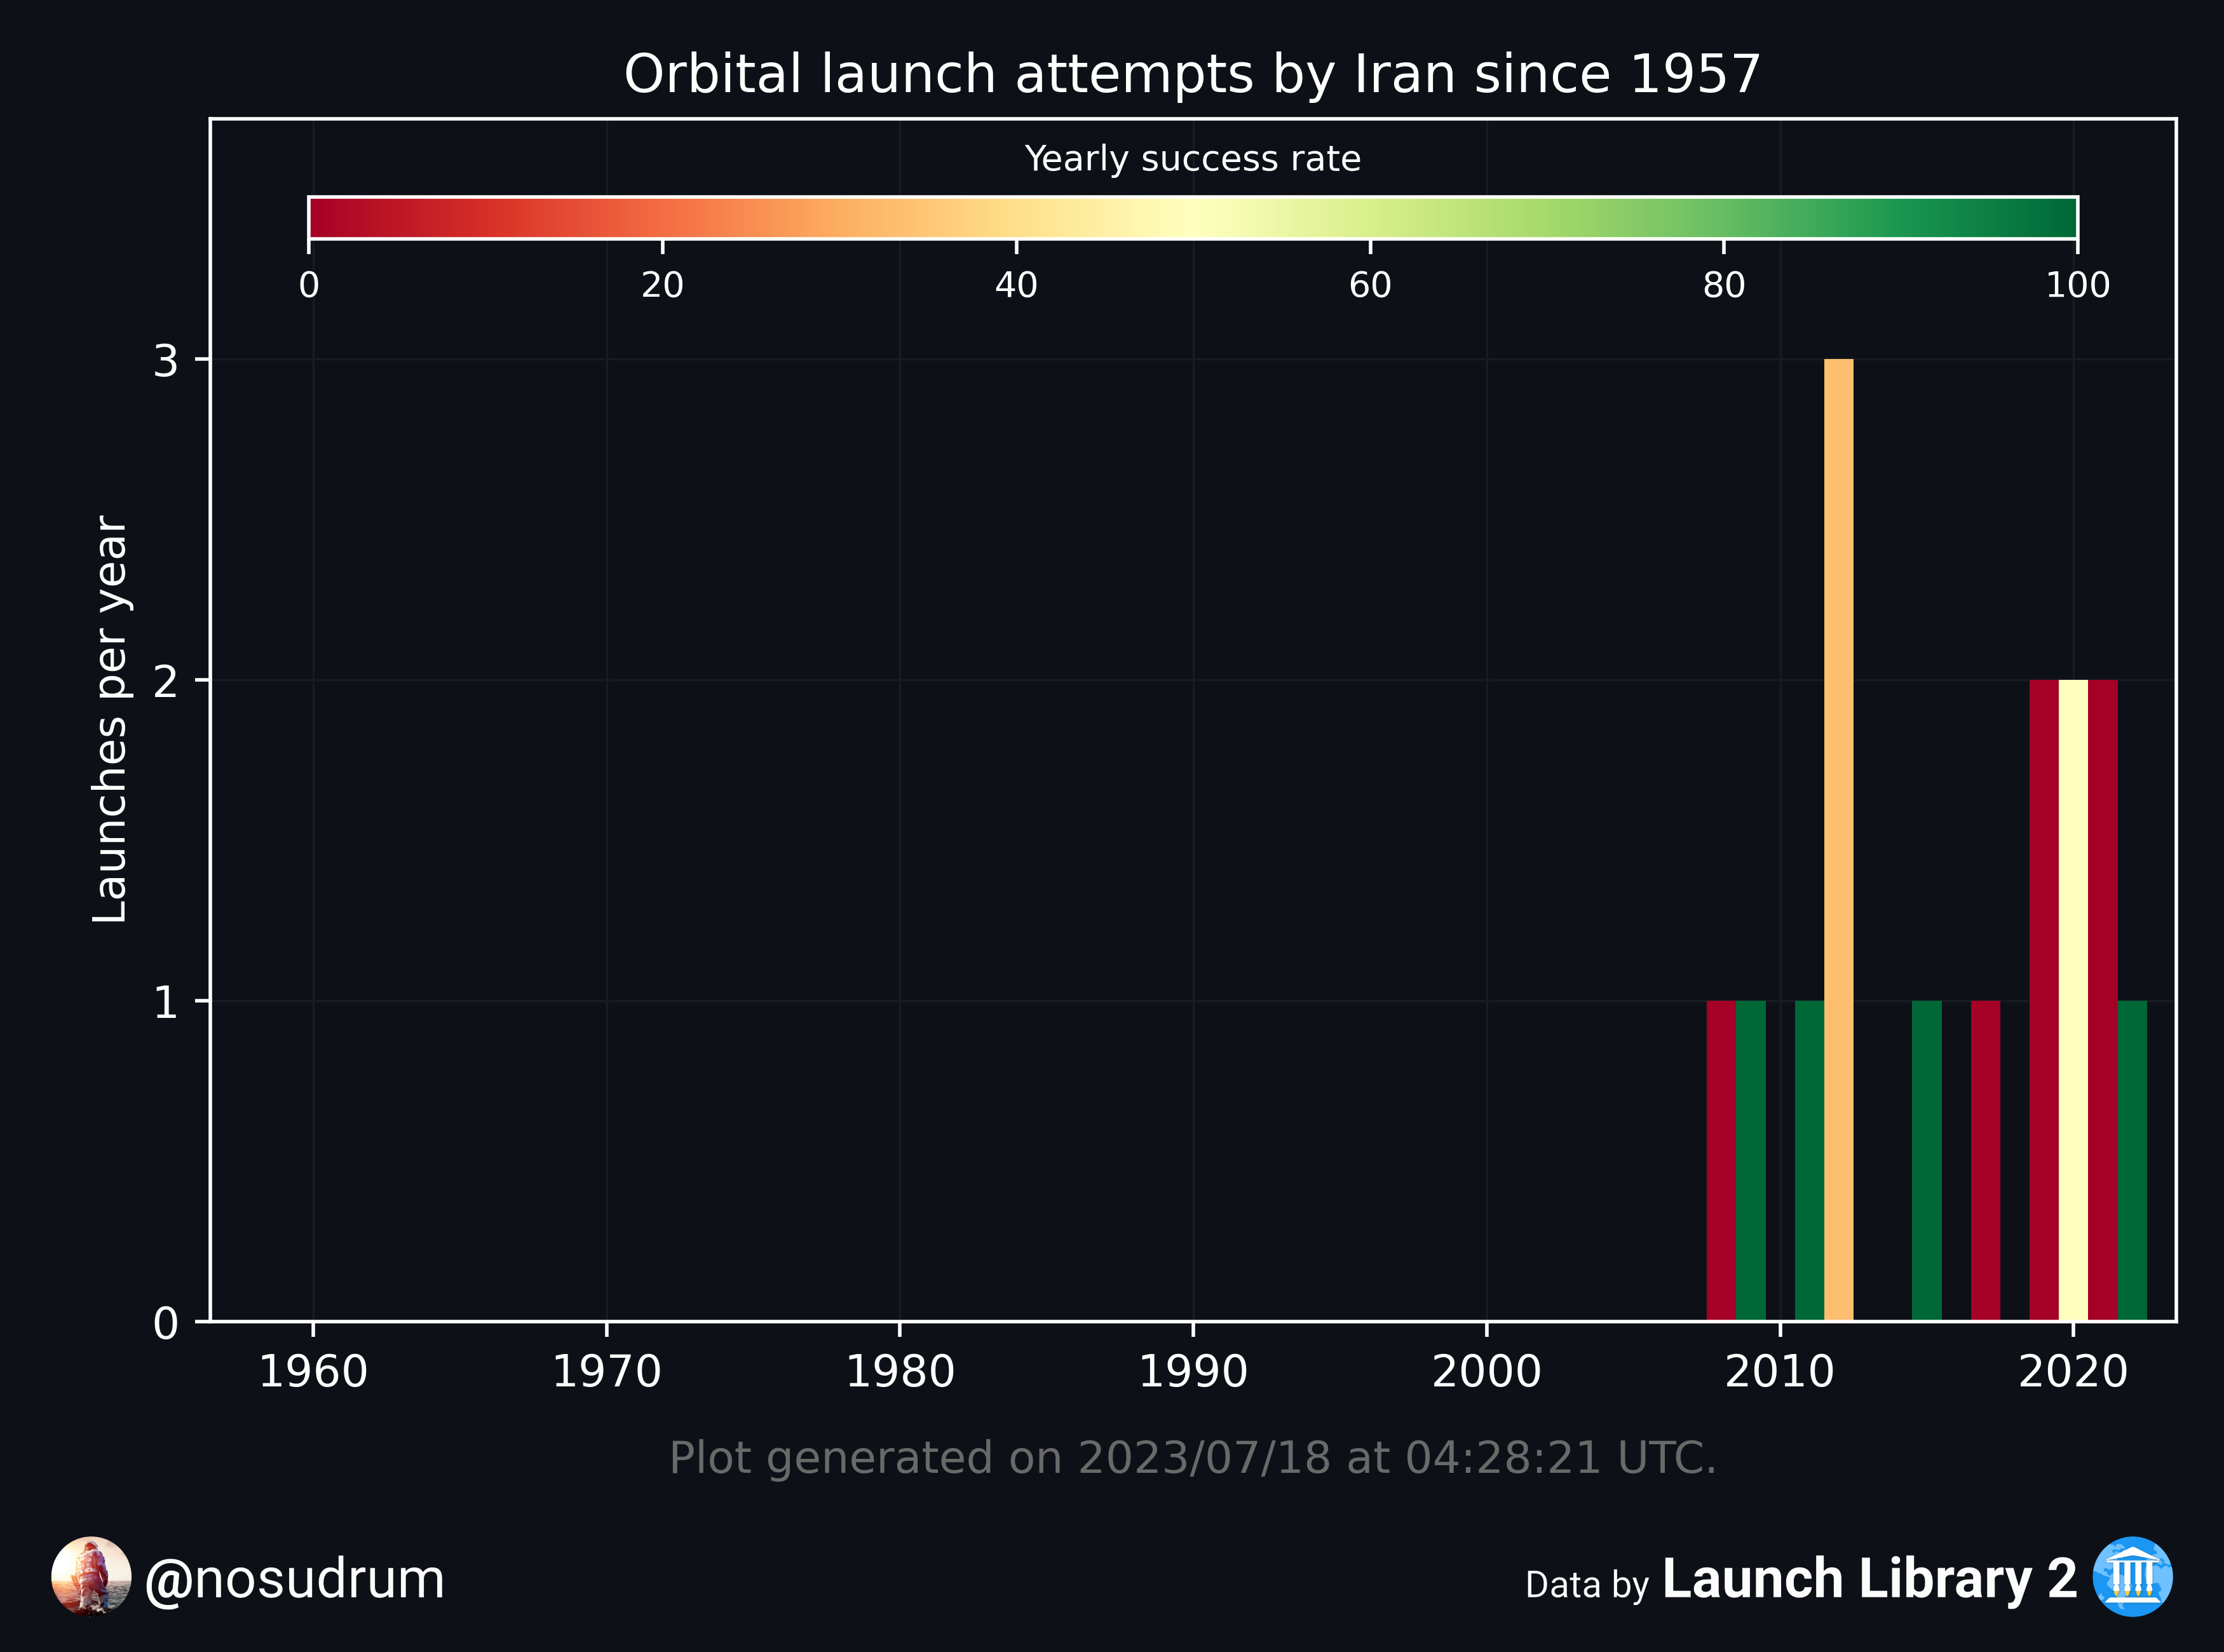 Orbital launch attempts by Iran since 1957
Yearly success rate
0 20 40 60 80 100
Launches per year
3
2
1
0
1960 1970 1980 1990 2000 2010 2020
Plot generated on 2023/07/18 at 04:28:21 UTC.
@nosudrum
Data by Launch Library 2